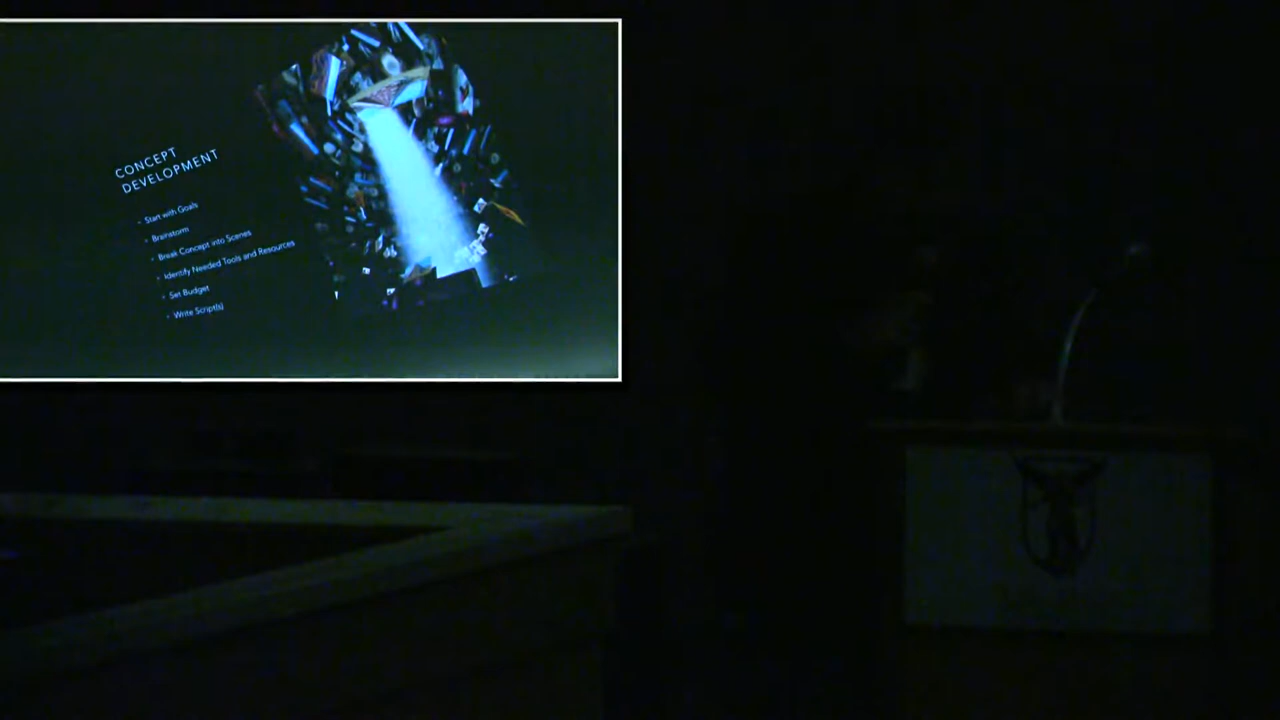 CONCEPT
DEVELOPMENT
Start with Goals
Brainstorm
Break Concept into Scenes
Identify Needed Tools and Resources
Set Budget
Write Script(s)